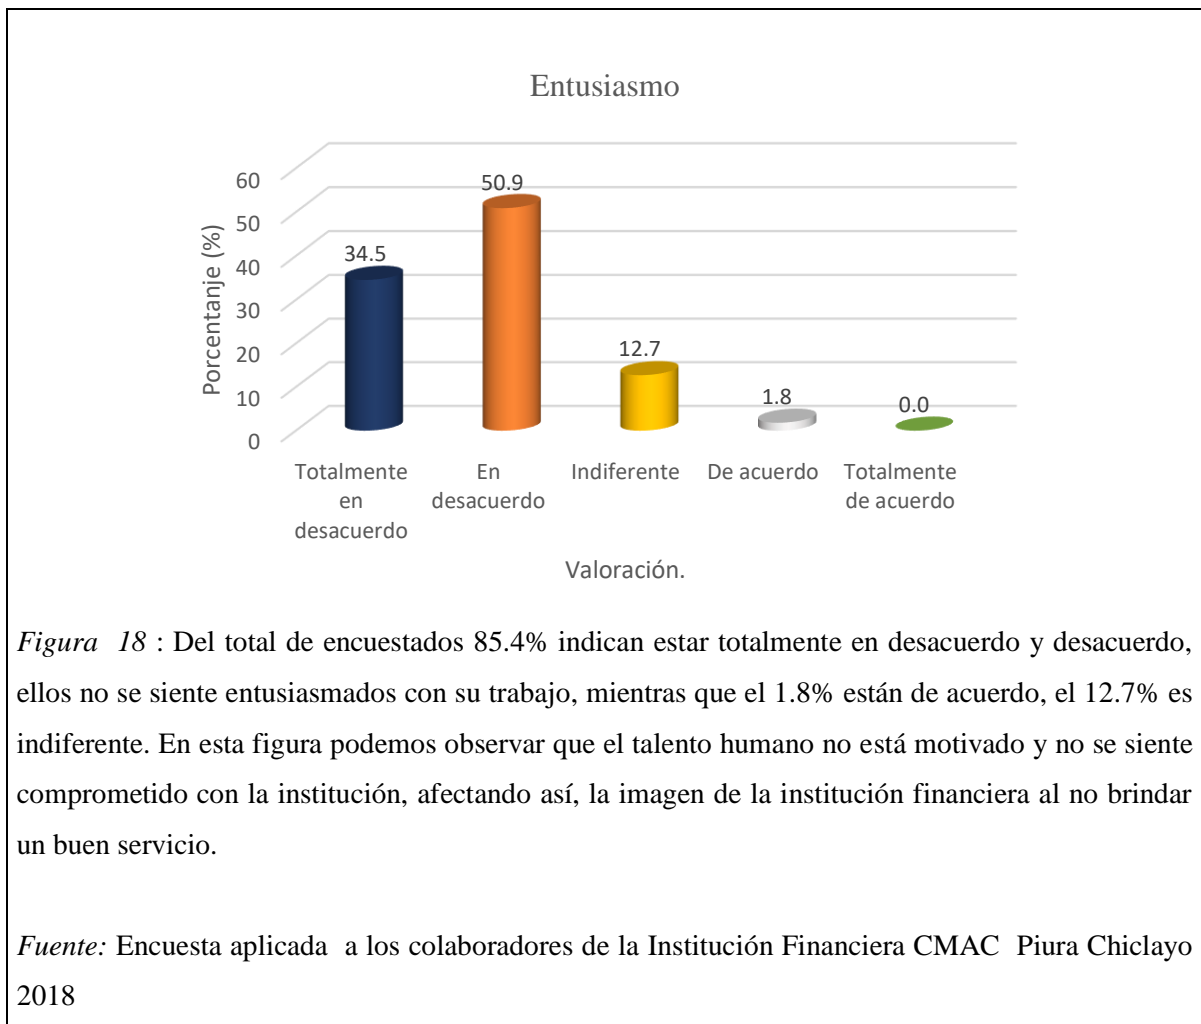 Entusiasmo
60
50
40
30
20
10
0
Porcentanje (%)
34.5
50.9
12.7
1.8
0.0
Totalmente
en
desacuerdo
En
desacuerdo
Indiferente
De acuerdo
Totalmente
de acuerdo
Valoración.
Figura 18 : Del total de encuestados 85.4% indican estar totalmente en desacuerdo y desacuerdo,
ellos no se siente entusiasmados con su trabajo, mientras que el 1.8% están de acuerdo, el 12.7% es
indiferente. En esta figura podemos observar que el talento humano no está motivado y no se siente
comprometido con la institución, afectando así, la imagen de la institución financiera al no brindar
un buen servicio.
Fuente: Encuesta aplicada a los colaboradores de la Institución Financiera CMAC Piura Chiclayo
2018